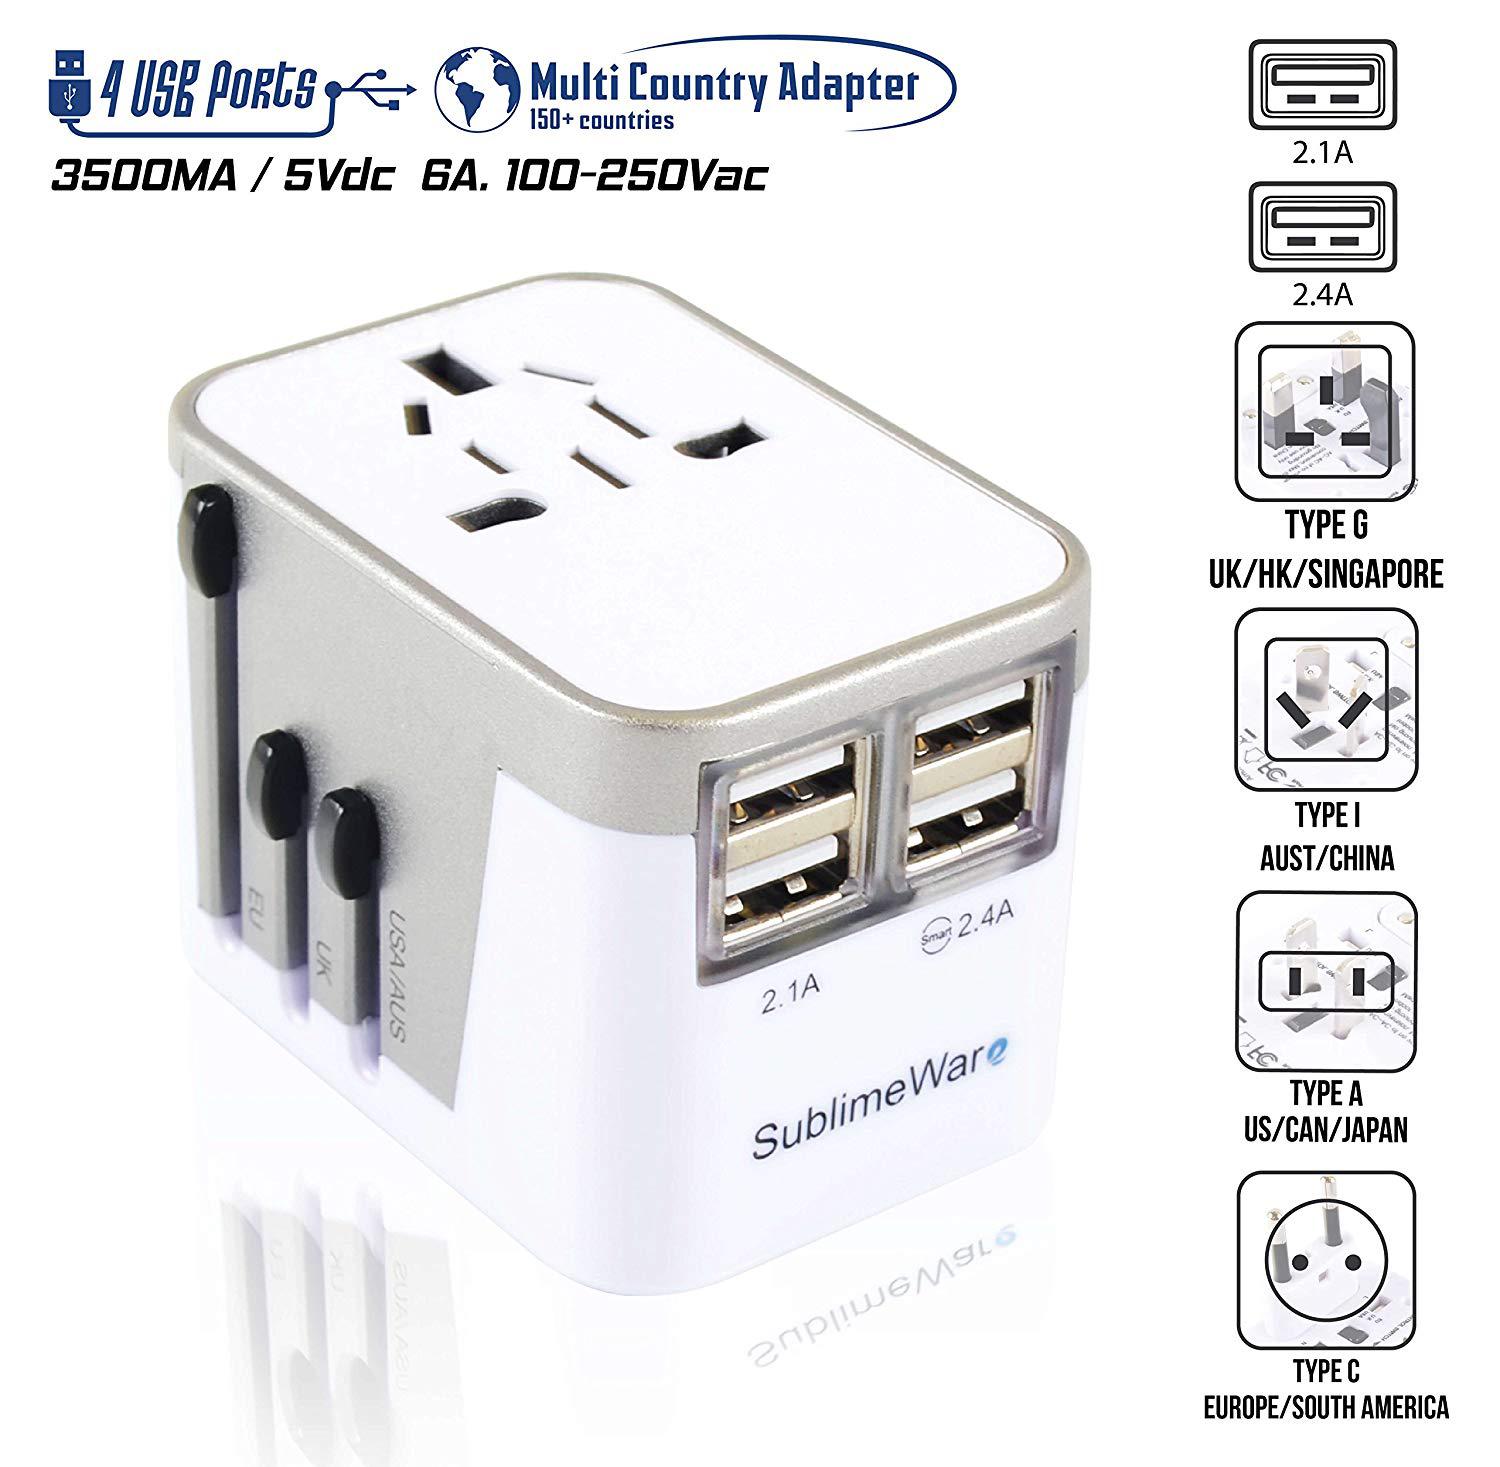 4 USB Ports
Multi Country Adapter
150+ countries
3500MA / 5Vdc 6A. 100-250Vac
2.1A
2.4A
TYPE G
UK/HK/SINGAPORE
TYPE I
AUST/CHINA
TYPE A
US/CAN/JAPAN
TYPE C
EUROPE/SOUTH AMERICA
EU
UK
USA/AUS
2.1A
Smart 2.4A
SublimeWare